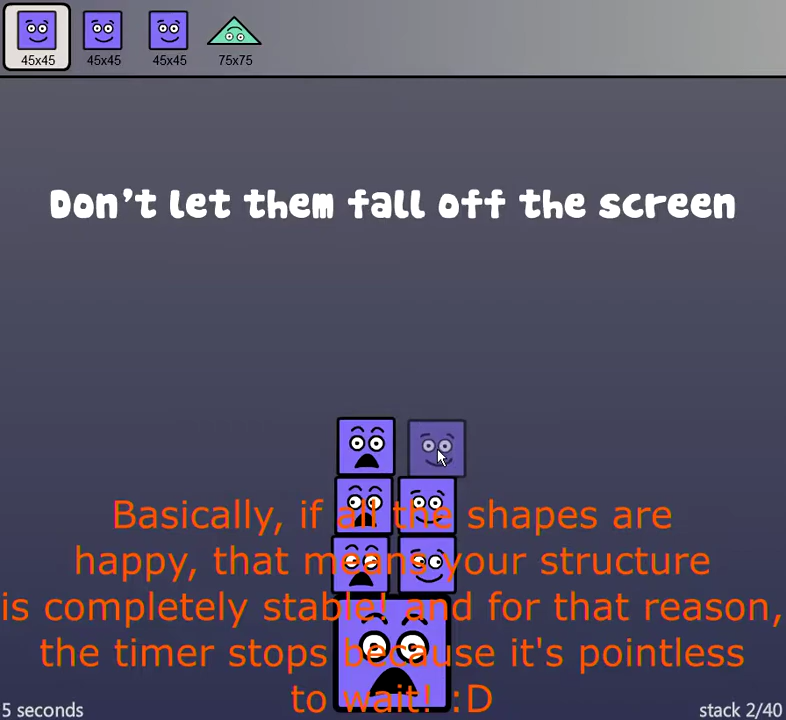 45x45 45x45 45x45 75x75
Don't let them fall off the screen
Basically, if all the shapes are
happy, that means your structure
is completely stable! and for that reason,
the timer stops because it's pointless
to wait! :D
5 seconds
stack 2/40